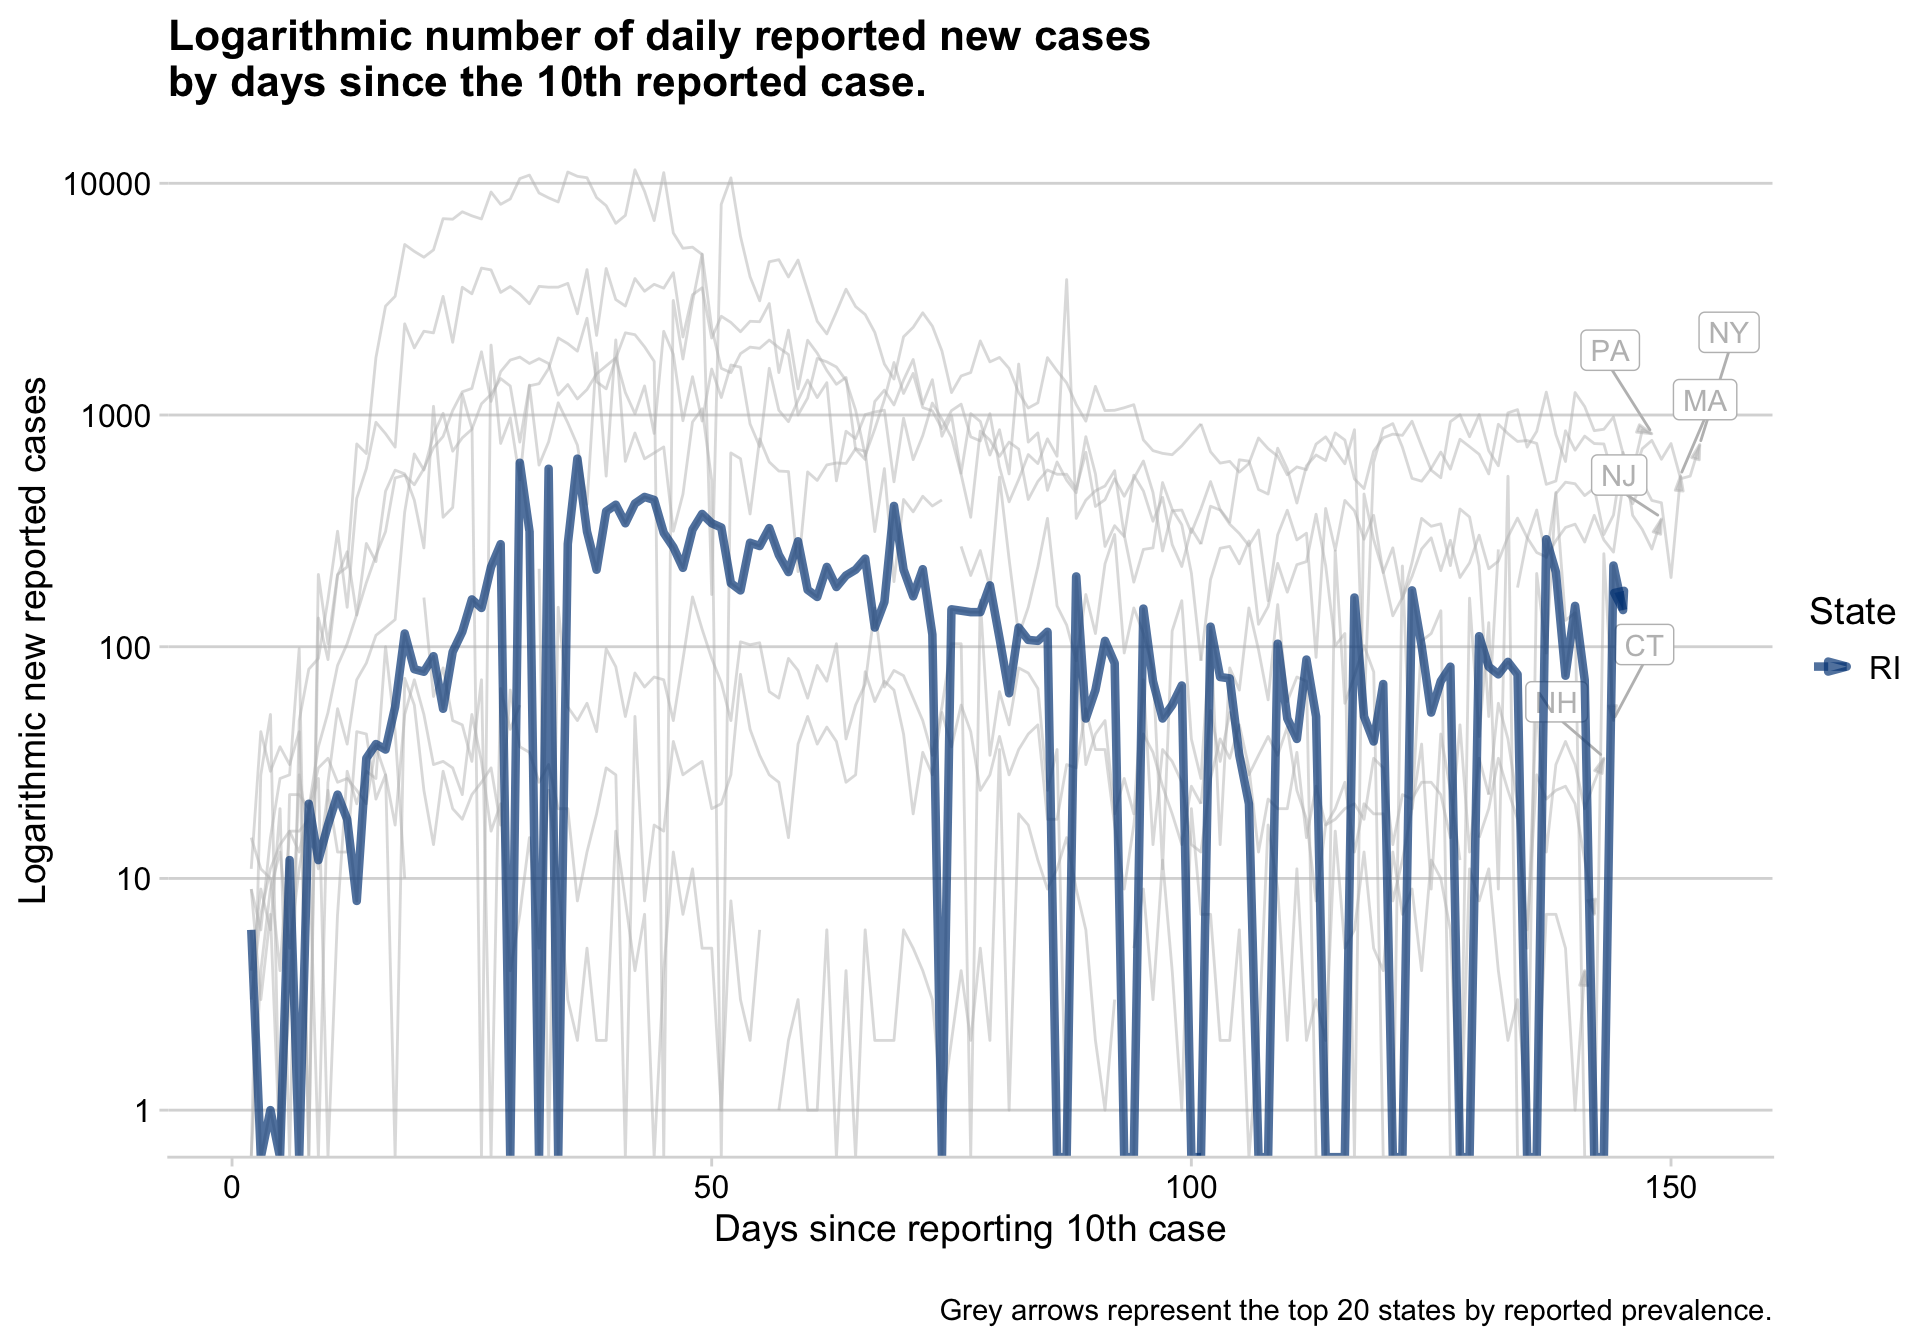 Logarithmic number of daily reported new cases
by days since the 10th reported case.
Logarithmic new reported cases
10000
1000
100
10
1
NY
PA
MA
NJ
CT
NH
State
RI
0
50
100
150
Days since reporting 10th case
Grey arrows represent the top 20 states by reported prevalence.